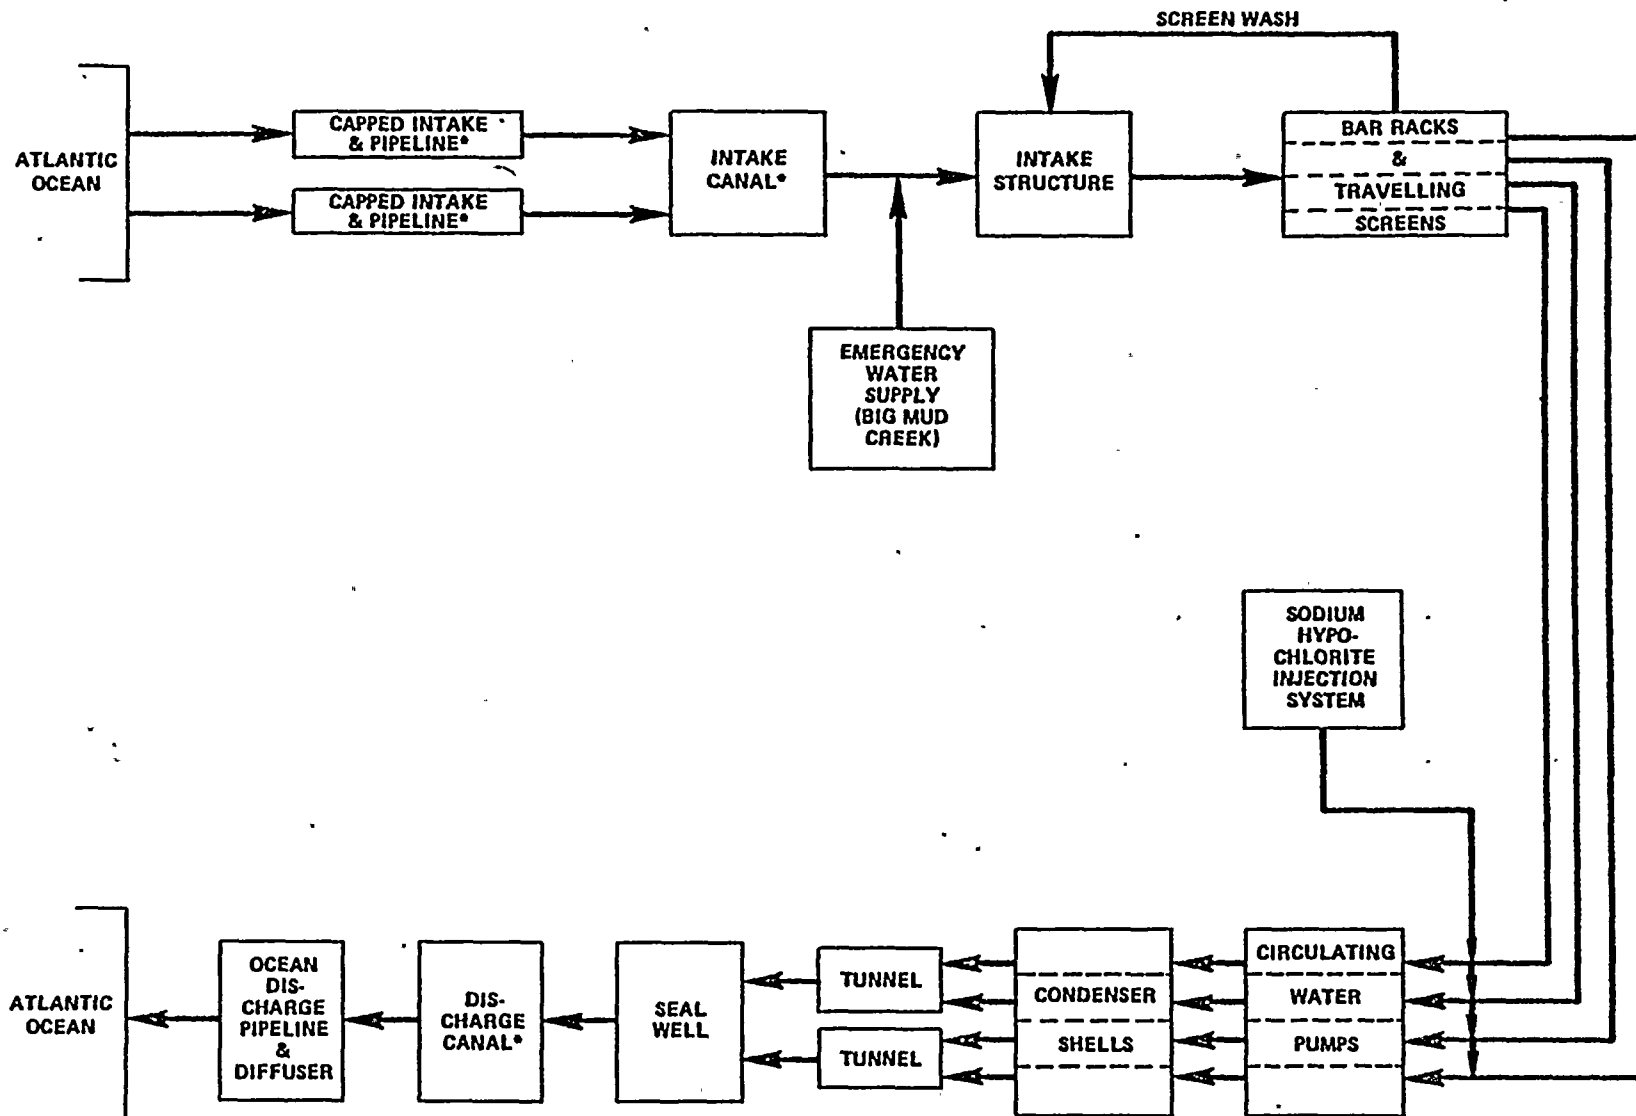 SCREEN WASH
ATLANTIC
OCEAN
CAPPED INTAKE
& PIPELINE*
CAPPED INTAKE
& PIPELINE*
INTAKE
CANAL*
INTAKE
STRUCTURE
BAR RACKS
&
TRAVELLING
SCREENS
EMERGENCY
WATER
SUPPLY
(BIG MUD
CREEK)
SODIUM
HYPO-
CHLORITE
INJECTION
SYSTEM
ATLANTIC
OCEAN
OCEAN
DIS-
CHARGE
PIPELINE
&
DIFFUSER
DIS-
CHARGE
CANAL*
SEAL
WELL
TUNNEL
TUNNEL
CONDENSER
SHELLS
CIRCULATING
WATER
PUMPS